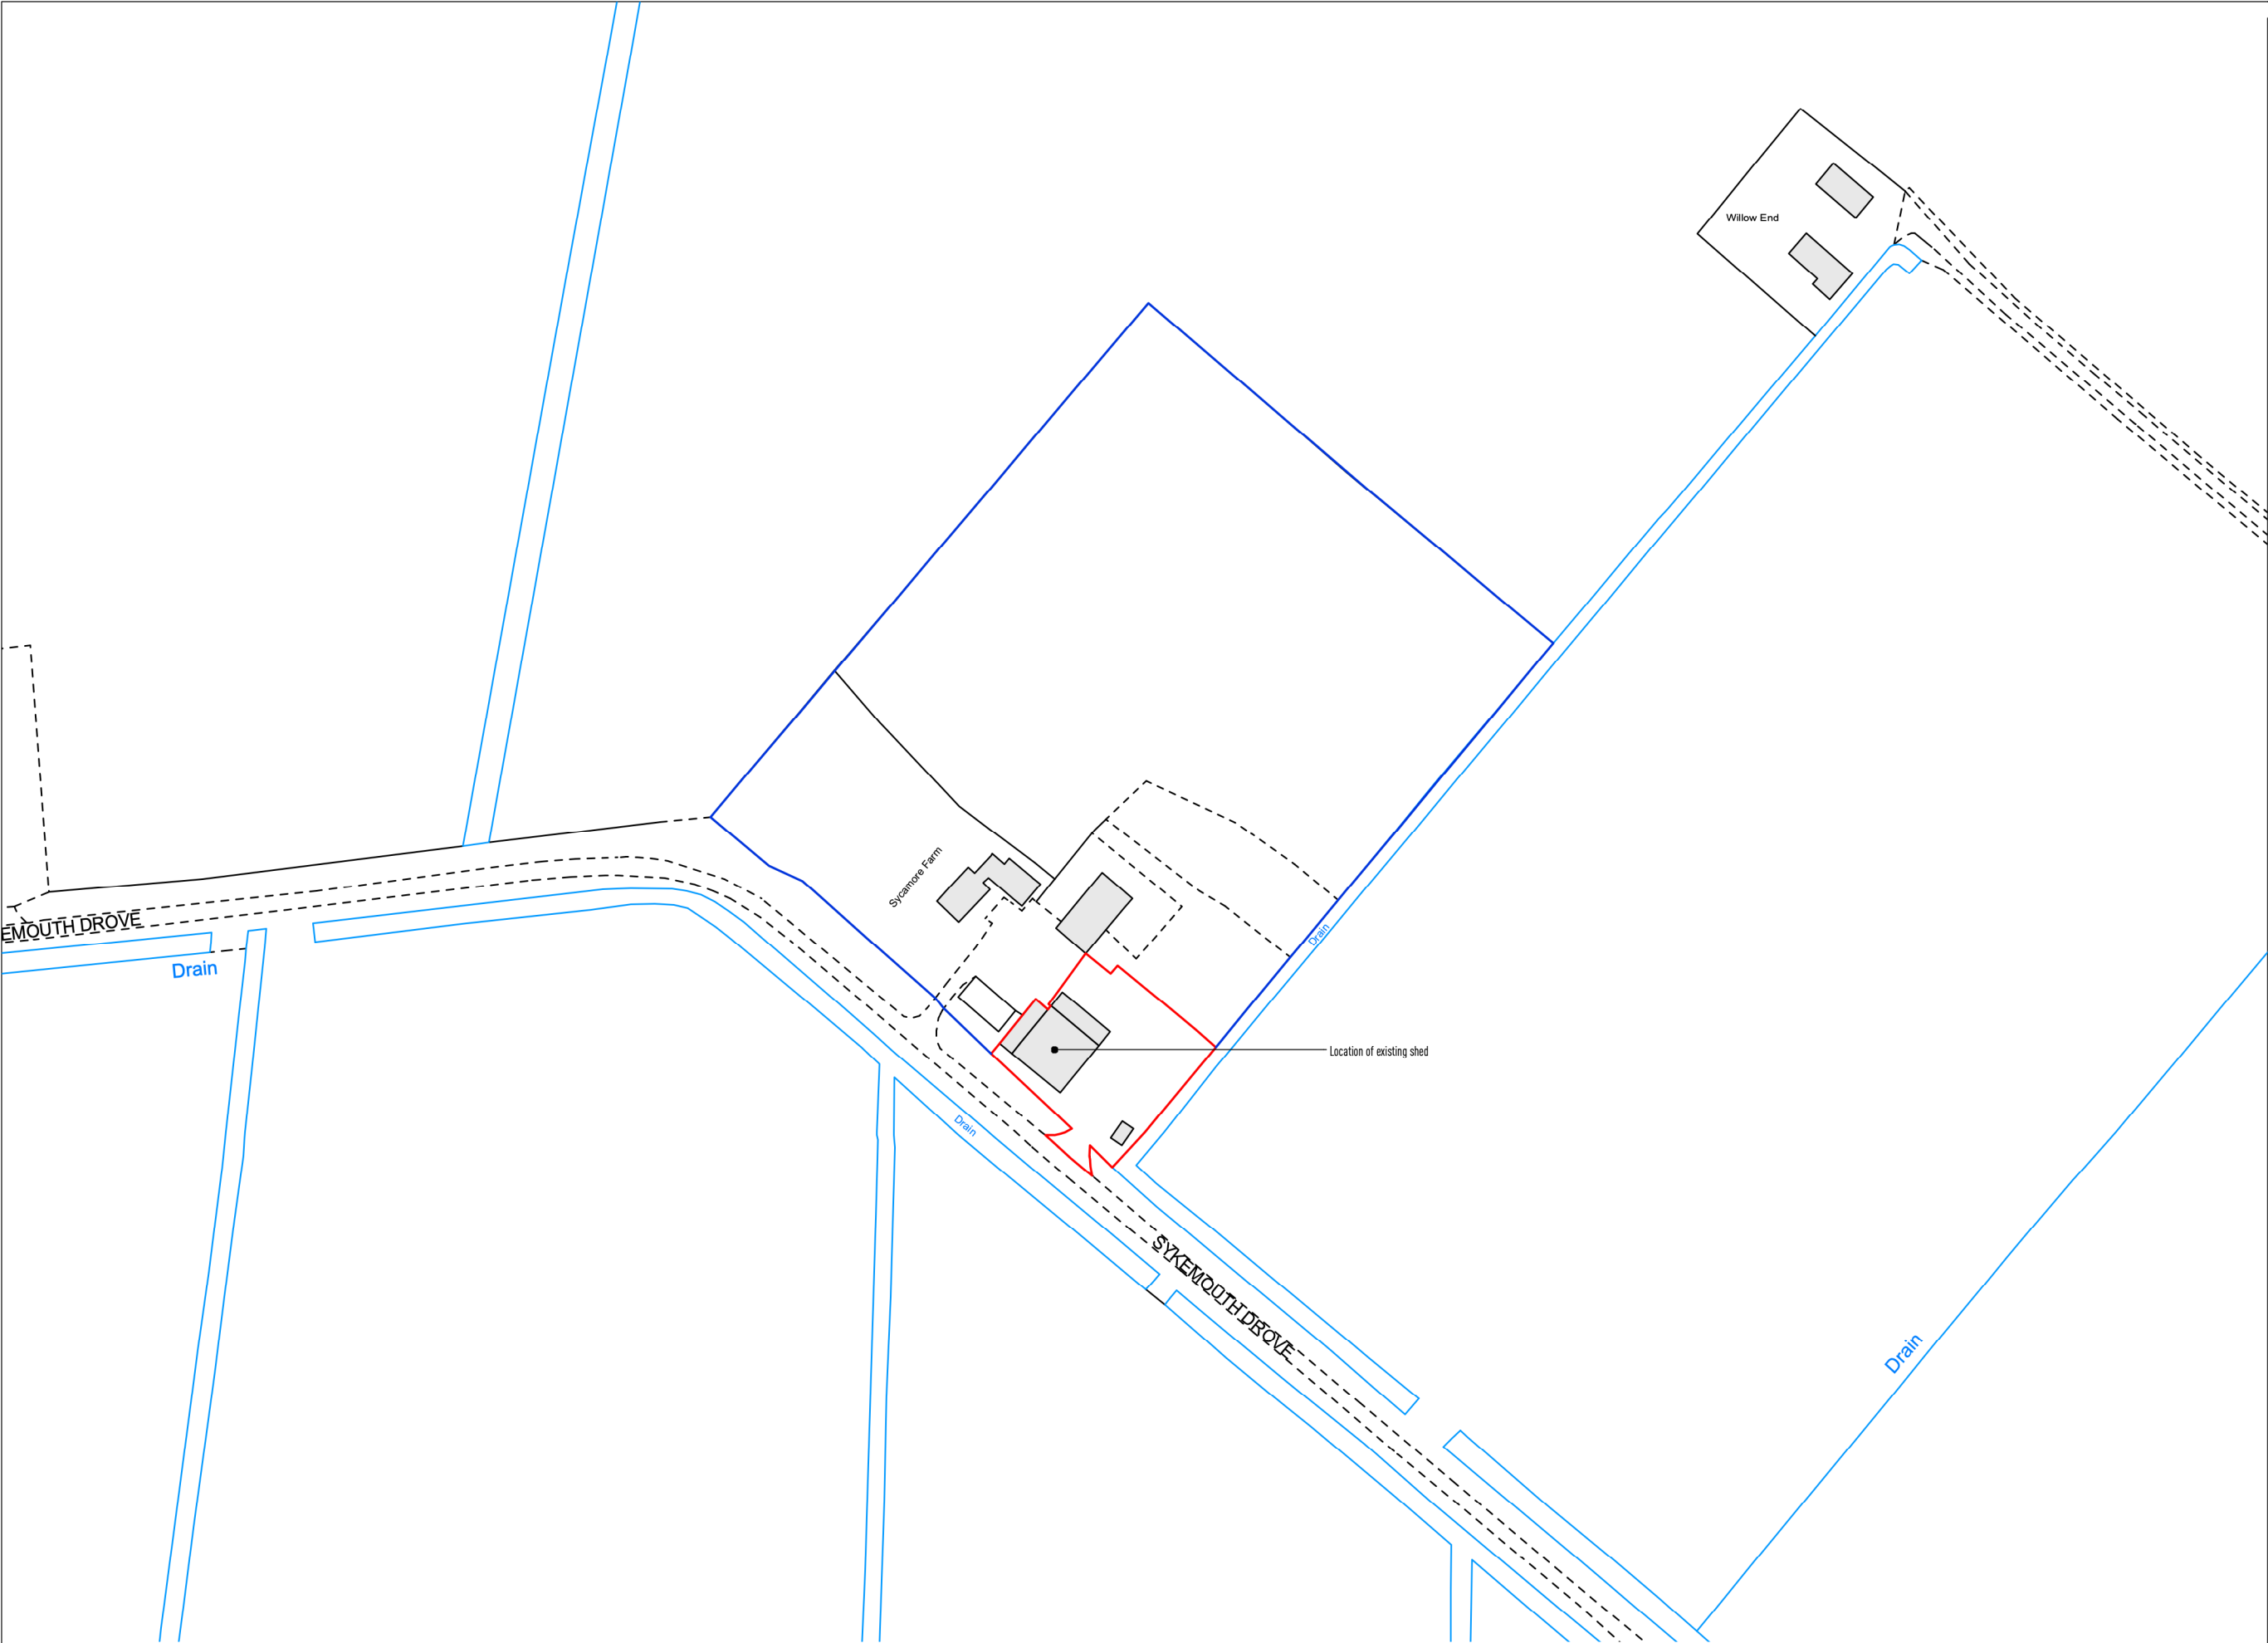 Willow End
Sycamore Farm
EMOUTH DROVE
Drain
Drain
Location of existing shed
Drain
SYKEMOUTH DROVE
Drain